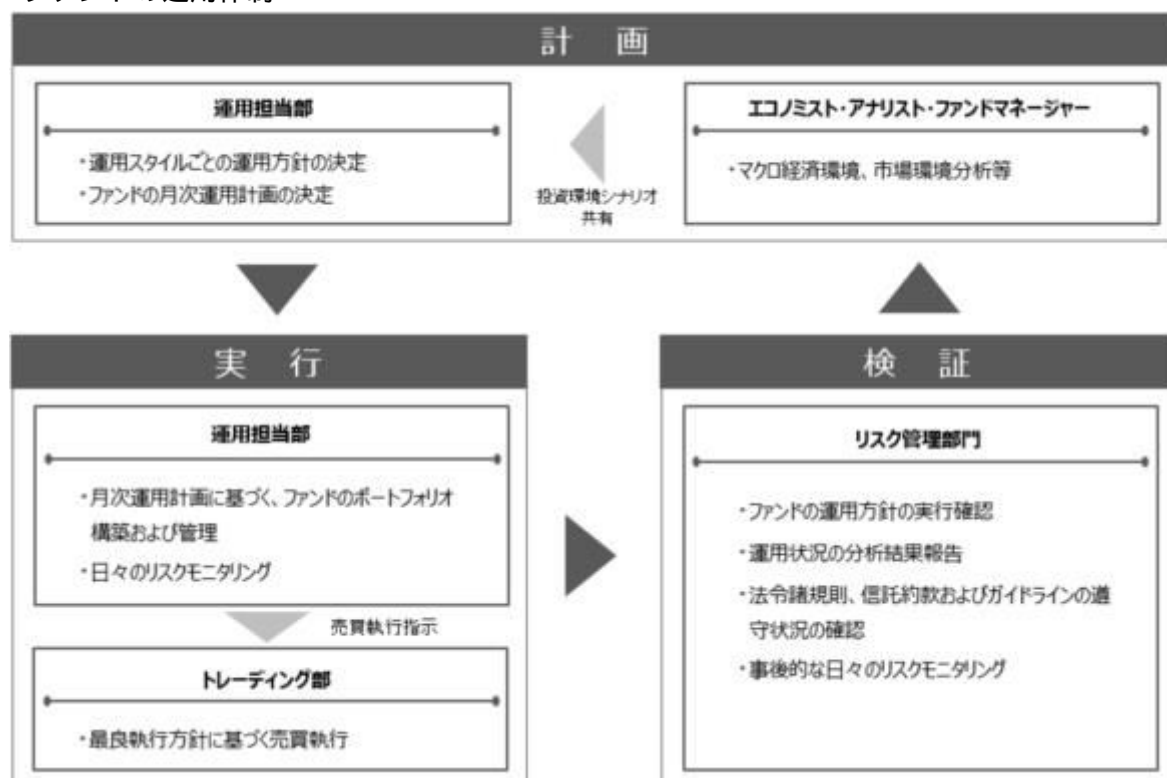 計 画
運用担当部
・運用スタイルごとの運用方針の決定
・ファンドの月次運用計画の決定
投資環境シナリオ
共有
エコノミスト・アナリスト・ファンドマネージャー
・マクロ経済環境、市場環境分析等
実 行
運用担当部
・月次運用計画に基づく、ファンドのポートフォリオ
構築および管理
・日々のリスクモニタリング
売買執行指示
トレーディング部
・最良執行方針に基づく売買執行
検 証
リスク管理部門
・ファンドの運用方針の実行確認
・運用状況の分析結果報告
・法令諸規則、信託約款およびガイドラインの遵
守状況の確認
・事後的な日々のリスクモニタリング